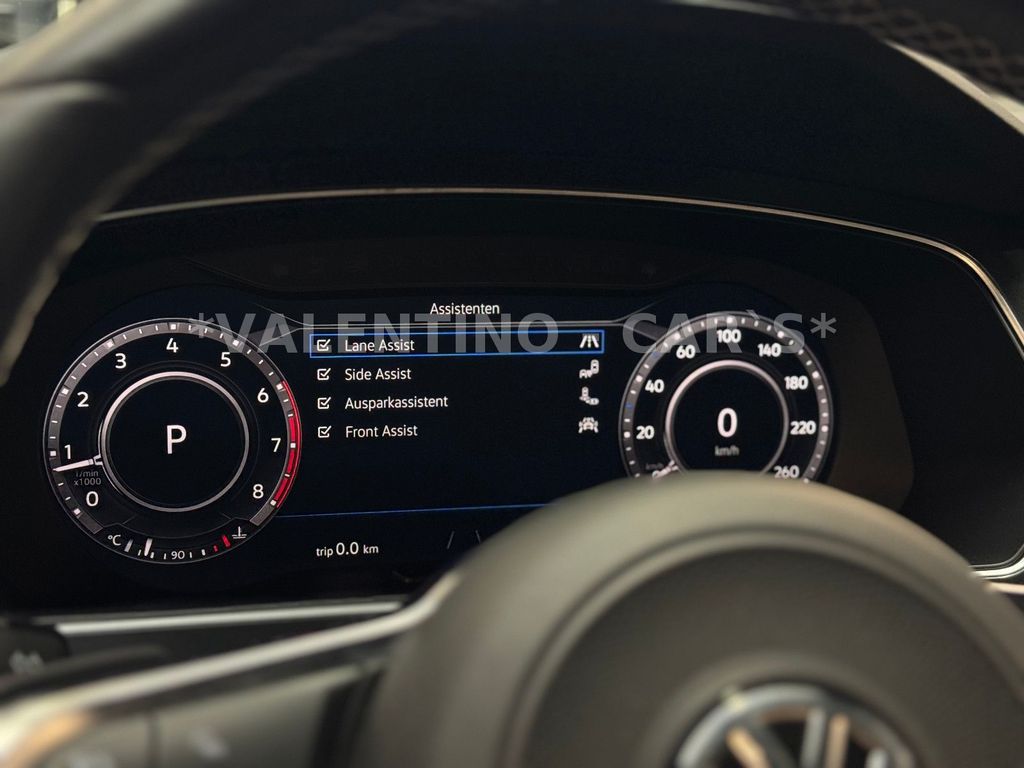 Assistenten
*VALENTINO CAR`S*
Lane Assist
Side Assist
Ausparkassistent
Front Assist
0 1 2 3 4 5 6 7 8
1/min
x1000
P
°C
90
trip 0.0 km
20 40 60 80 100 140 180 220 260
0
km/h